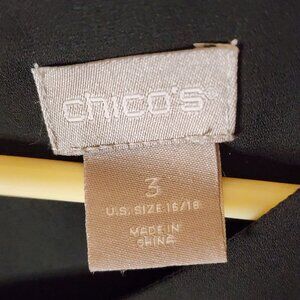 chico's®
3
U.S. SIZE 16/18
MADE IN
CHINA